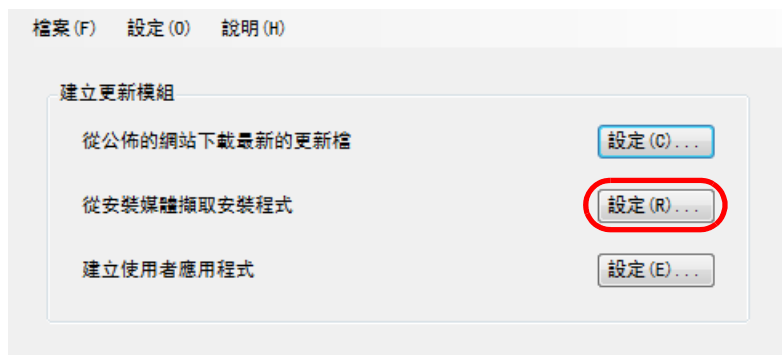 檔案(F) 設定(O) 說明(H)
建立更新模組
從公佈的網站下載最新的更新檔 設定(C)...
從安裝媒體擷取安裝程式 設定(R)...
建立使用者應用程式 設定(E)...